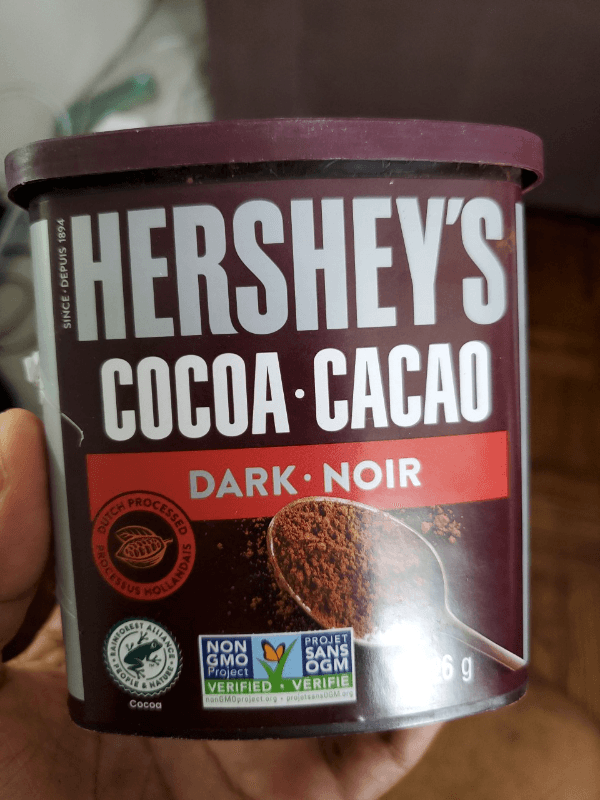 SINCE · DEPUIS 1894
HERSHEY'S
COCOA · CACAO
DARK · NOIR
DUTCH PROCESSED
PROCESSUS HOLLANDAIS
RAINFOREST ALLIANCE
PEOPLE & NATURE
Cocoa
NON
GMO
Project
VERIFIED
nonGMOproject.org
PROJET
SANS
OGM
VÉRIFIÉ
projetsansOGM.org
6 g